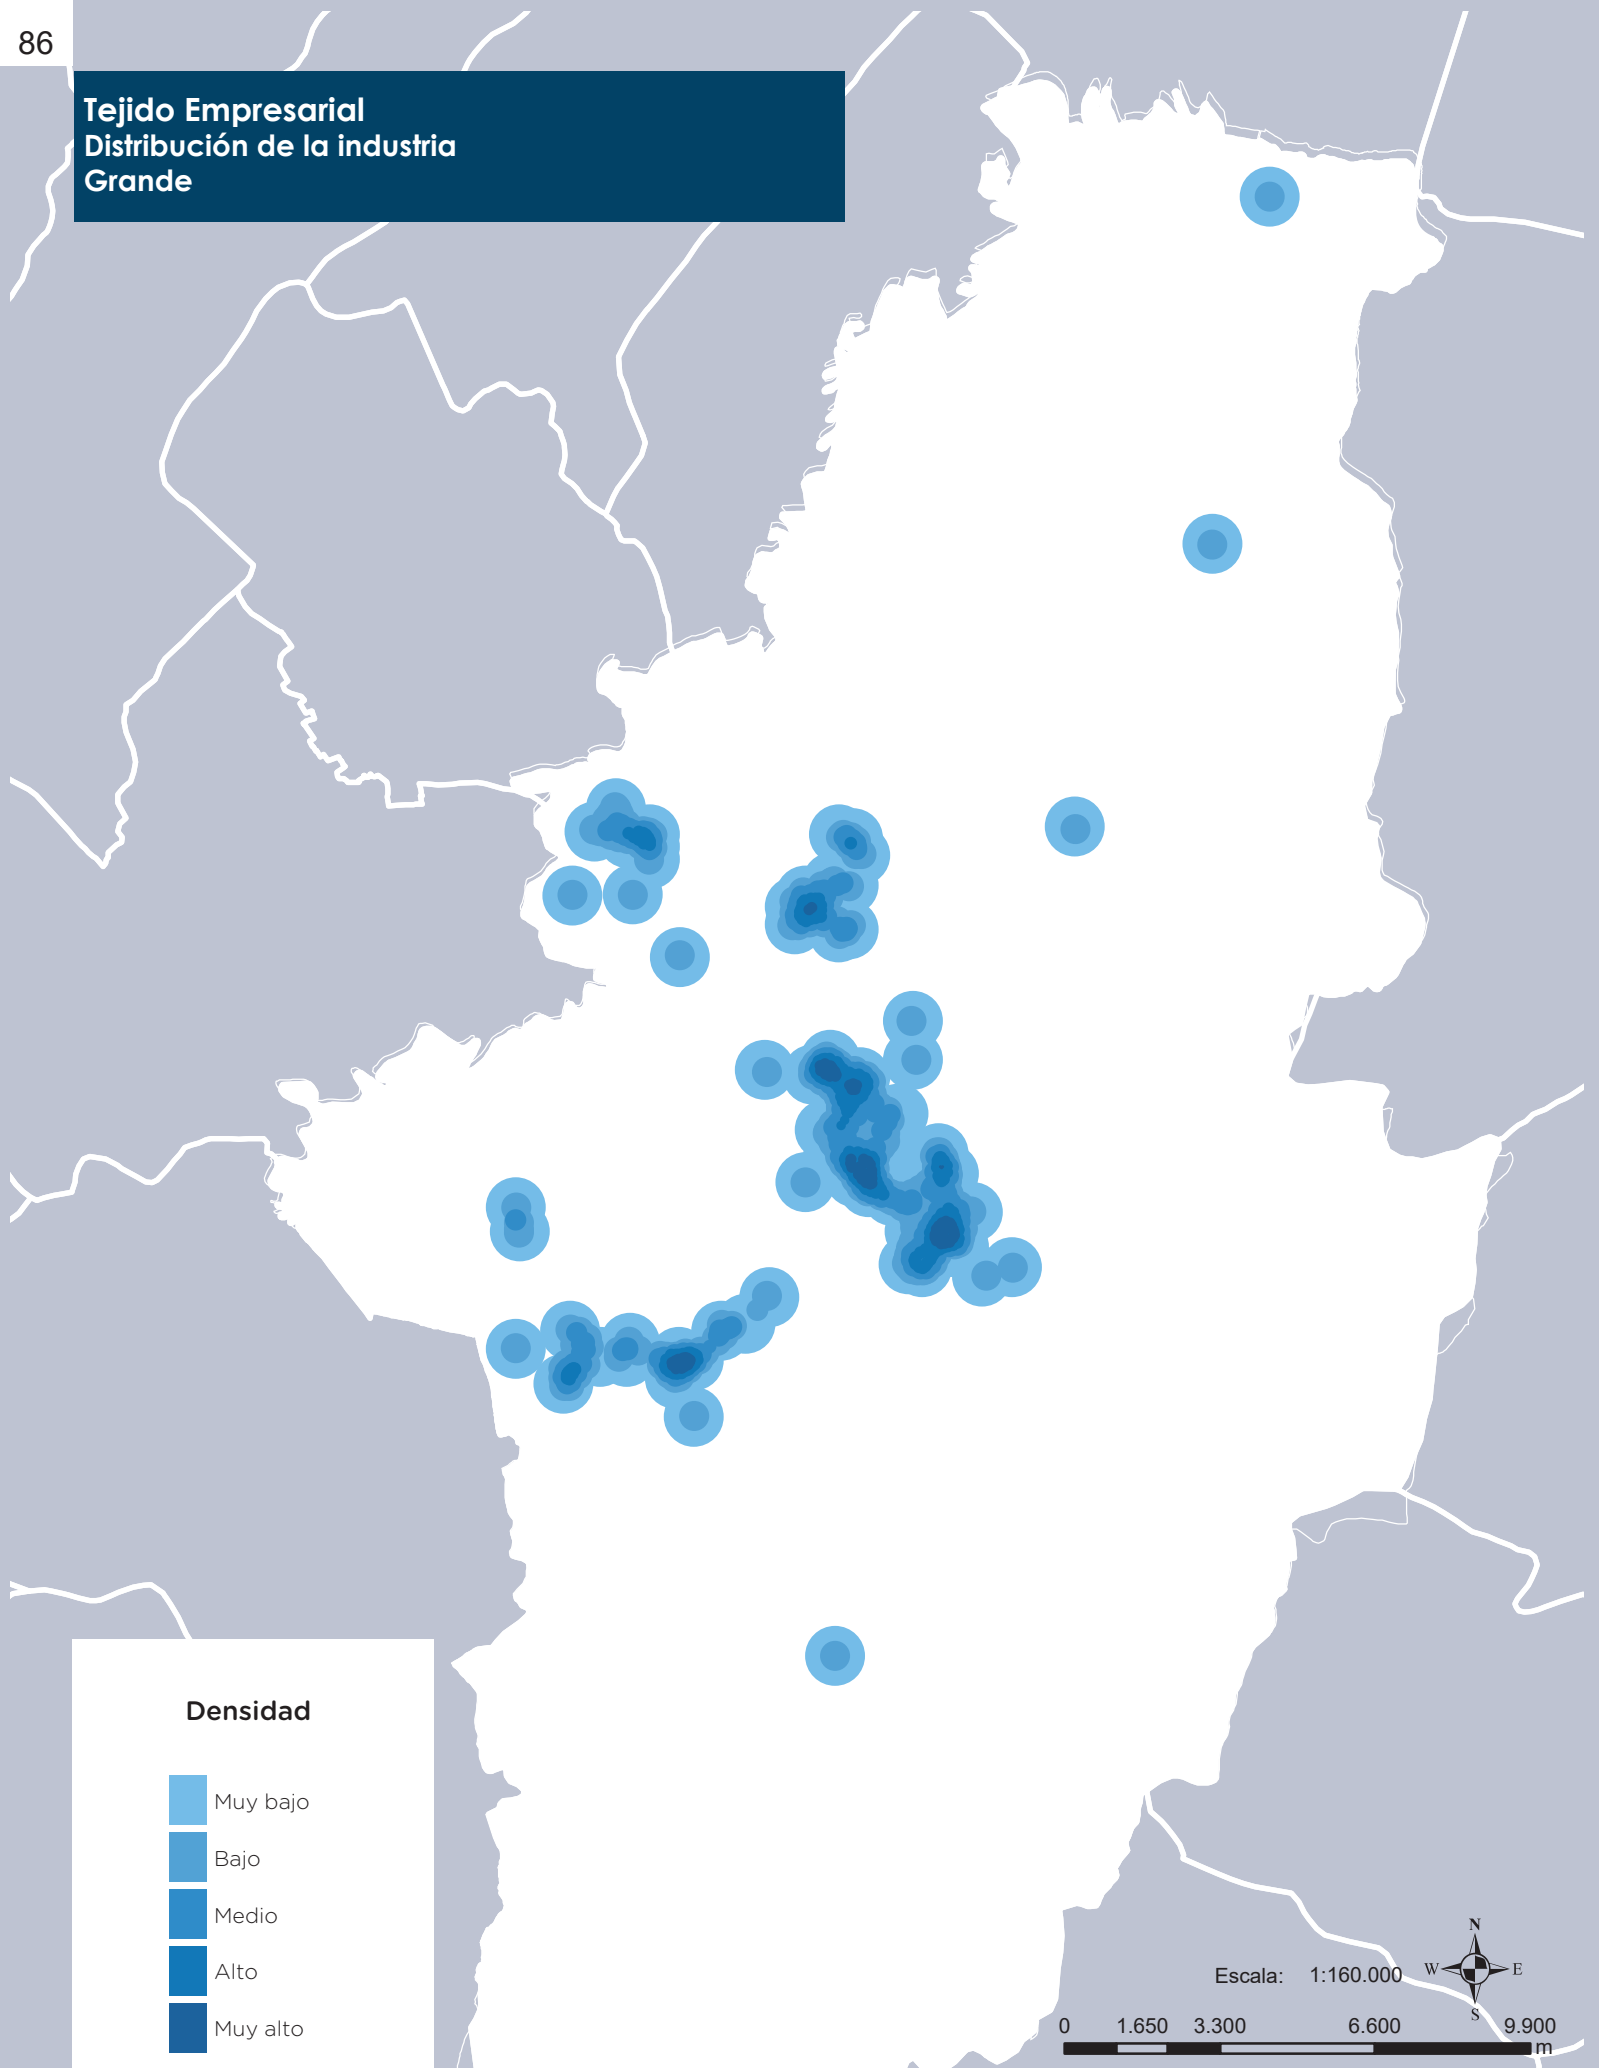 86
Tejido Empresarial
Distribución de la industria
Grande
Densidad
Muy bajo
Bajo
Medio
Alto
Muy alto
N
W E
S
Escala: 1:160.000
0 1.650 3.300 6.600 9.900
m